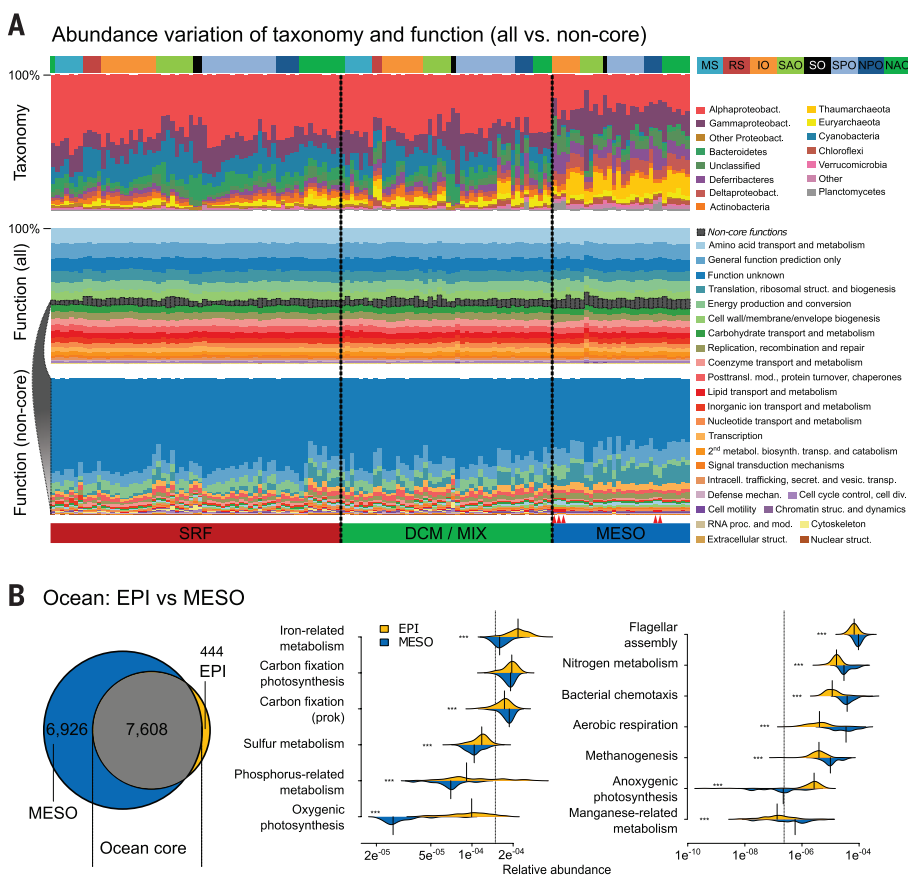 A
Abundance variation of taxonomy and function (all vs. non-core)
MS RS IO SAO SO SPO NPO NAO
100%
Taxonomy
Alphaproteobact.
Gammaproteobact.
Other Proteobact.
Bacteroidetes
Unclassified
Deferribacteres
Deltaproteobact.
Actinobacteria
Thaumarchaeota
Euryarchaeota
Cyanobacteria
Chloroflexi
Verrucomicrobia
Other
Planctomycetes
100%
Function (all)
Function (non-core)
Non-core functions
Amino acid transport and metabolism
General function prediction only
Function unknown
Translation, ribosomal struct. and biogenesis
Energy production and conversion
Cell wall/membrane/envelope biogenesis
Carbohydrate transport and metabolism
Replication, recombination and repair
Coenzyme transport and metabolism
Posttransl. mod., protein turnover, chaperones
Lipid transport and metabolism
Inorganic ion transport and metabolism
Nucleotide transport and metabolism
Transcription
2nd metabol. biosynth. transp. and catabolism
Signal transduction mechanisms
Intracell. trafficking, secret. and vesic. transp.
Defense mechan. Cell cycle control, cell div.
Cell motility Chromatin struc. and dynamics
RNA proc. and mod. Cytoskeleton
Extracellular struct. Nuclear struct.
SRF DCM / MIX MESO
B
Ocean: EPI vs MESO
444
EPI
6,926 7,608
MESO
Ocean core
EPI
MESO
Iron-related
metabolism
***
Carbon fixation
photosynthesis
Carbon fixation
(prok)
***
Sulfur metabolism
***
Phosphorus-related
metabolism
***
Oxygenic
photosynthesis
***
2e-05 5e-05 1e-04 2e-04
Flagellar
assembly
***
Nitrogen metabolism
***
Bacterial chemotaxis
***
Aerobic respiration
***
Methanogenesis
***
Anoxygenic
photosynthesis
***
Manganese-related
metabolism
***
1e-10 1e-08 1e-06 1e-04
Relative abundance